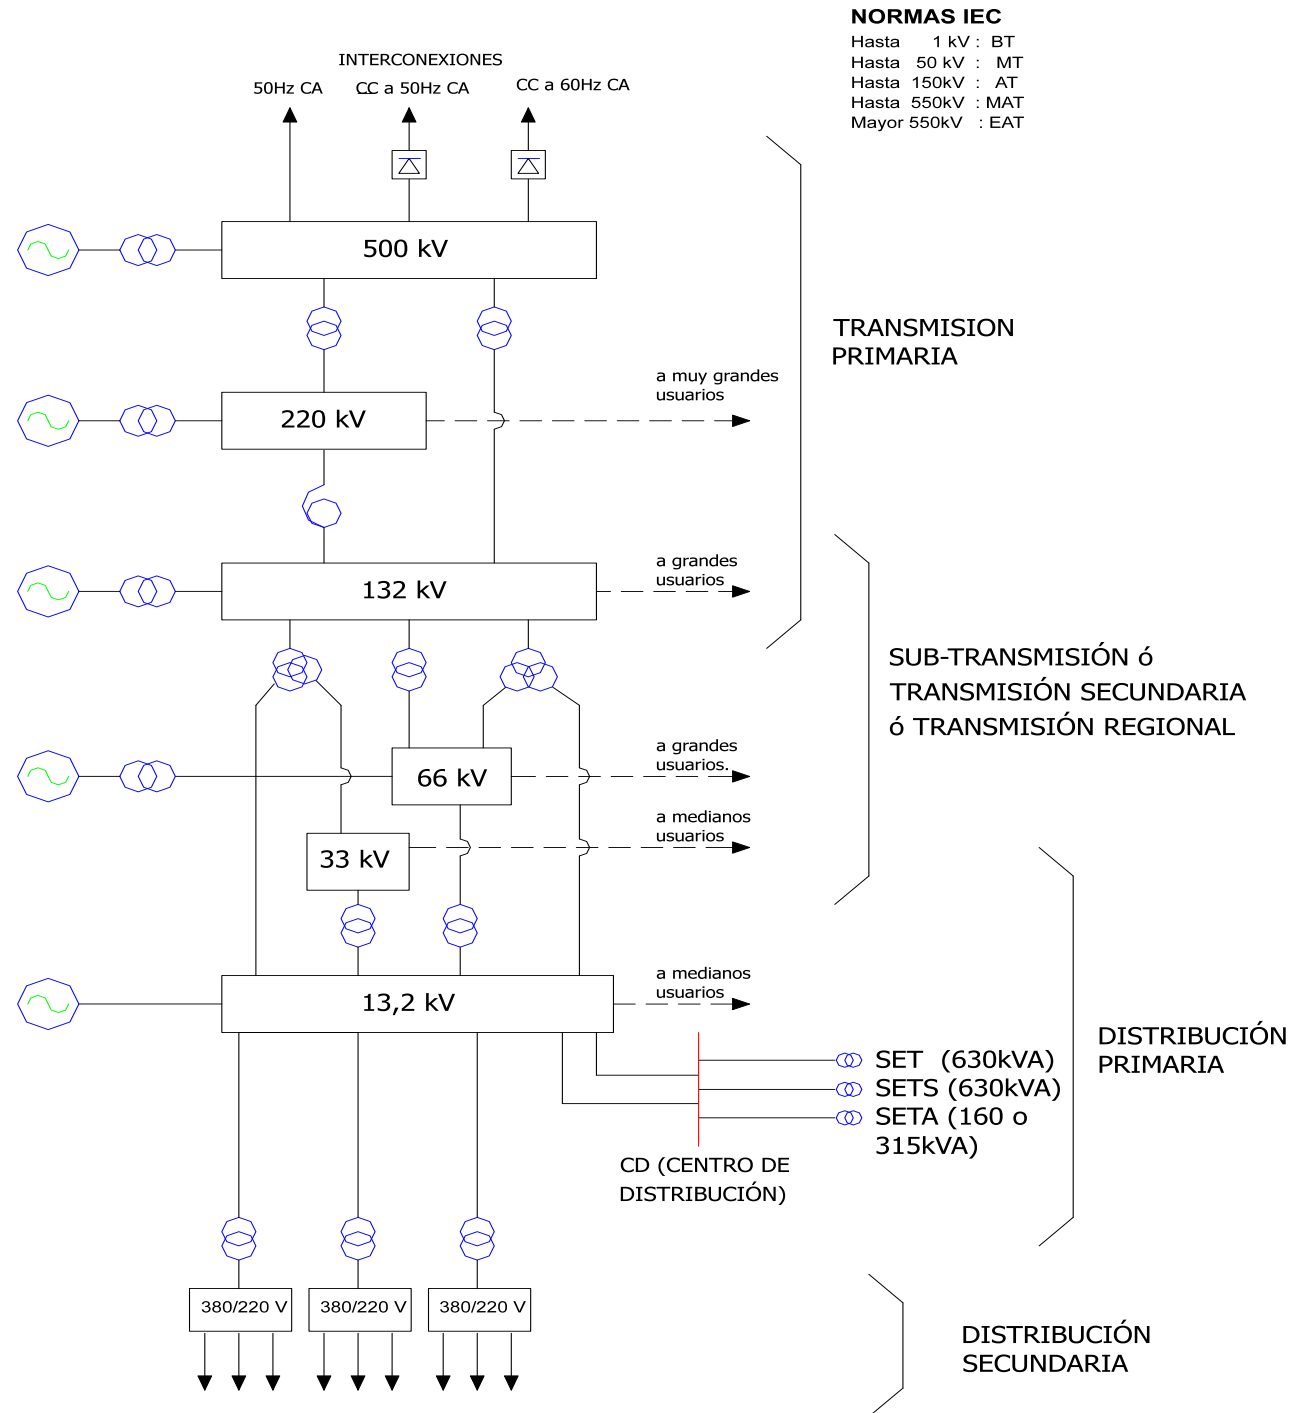 NORMAS IEC
Hasta 1 kV : BT
Hasta 50 kV : MT
Hasta 150kV : AT
Hasta 550kV : MAT
Mayor 550kV : EAT
INTERCONEXIONES
50Hz CA
CC a 50Hz CA
CC a 60Hz CA
500 kV
TRANSMISION
PRIMARIA
a muy grandes
usuarios
220 kV
a grandes
usuarios
132 kV
SUB-TRANSMISIÓN ó
TRANSMISIÓN SECUNDARIA
ó TRANSMISIÓN REGIONAL
a grandes
usuarios.
66 kV
a medianos
usuarios
33 kV
a medianos
usuarios
13,2 kV
DISTRIBUCIÓN
PRIMARIA
SET (630kVA)
SETS (630kVA)
SETA (160 o
315kVA)
CD (CENTRO DE
DISTRIBUCIÓN)
380/220 V
380/220 V
380/220 V
DISTRIBUCIÓN
SECUNDARIA